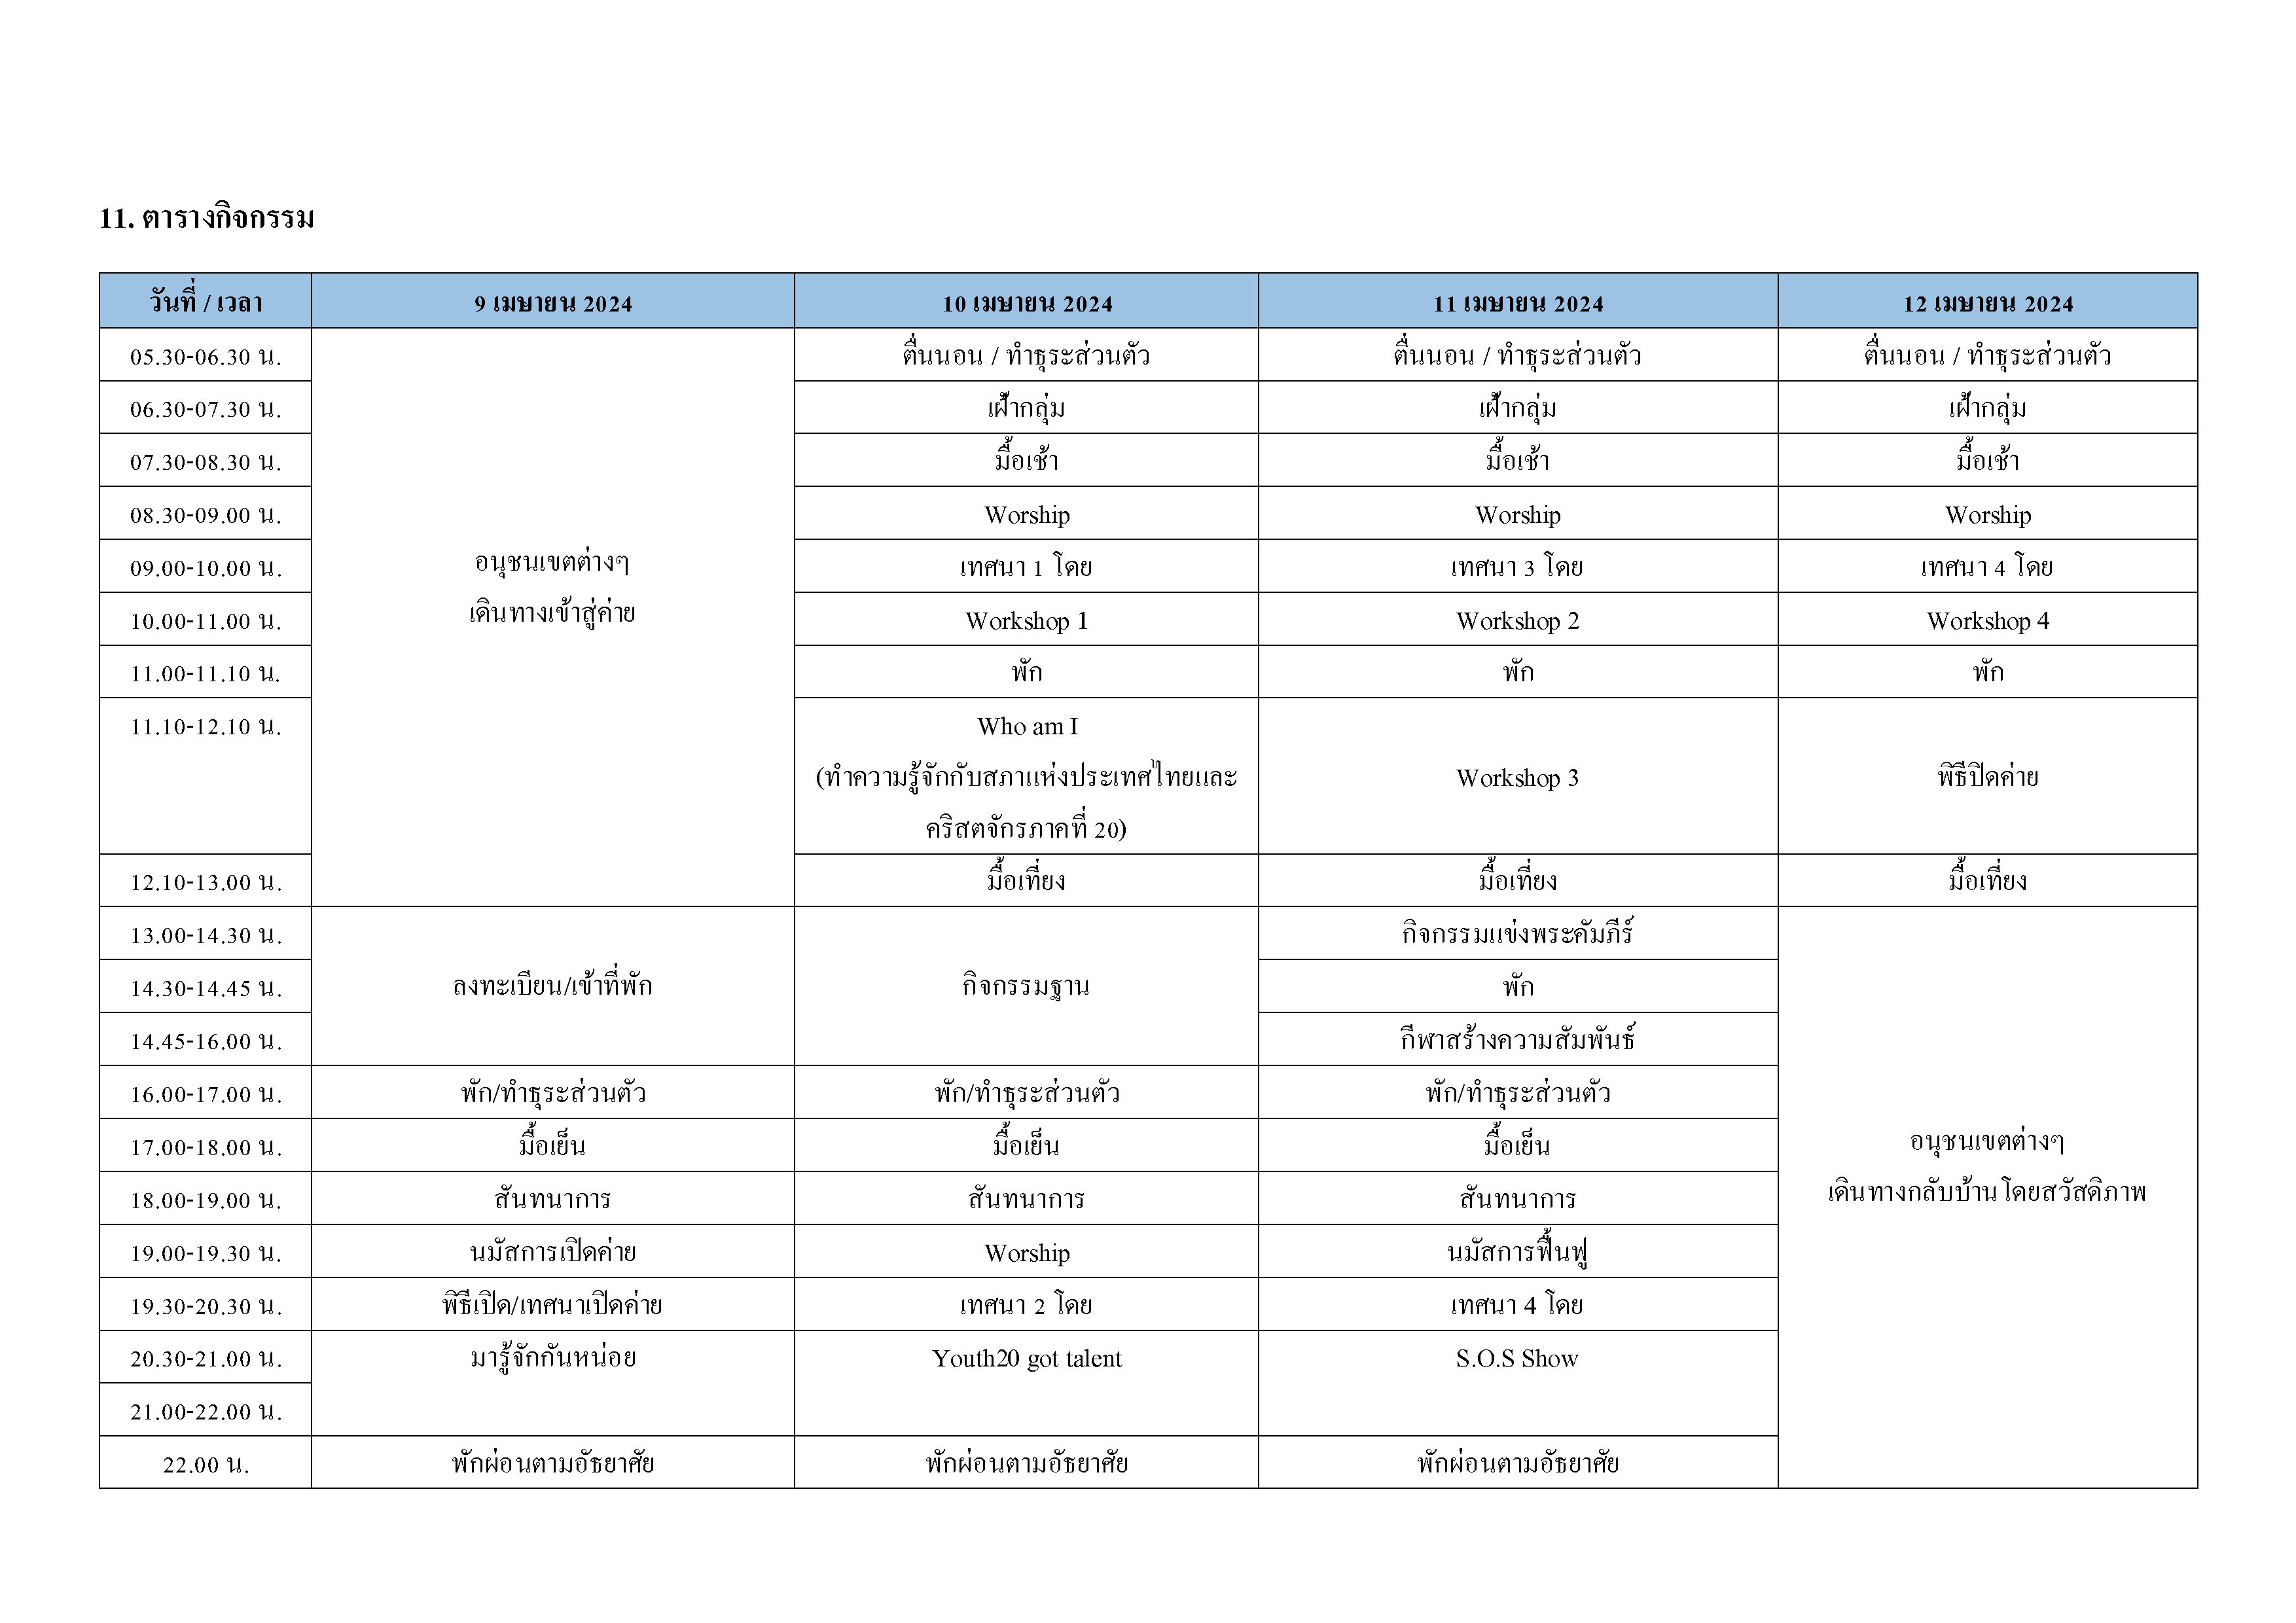 11. ตารางกิจกรรม
วันที่ / เวลา 9 เมษายน 2024 10 เมษายน 2024 11 เมษายน 2024 12 เมษายน 2024
05.30-06.30 น. ตื่นนอน / ทำธุระส่วนตัว ตื่นนอน / ทำธุระส่วนตัว ตื่นนอน / ทำธุระส่วนตัว
06.30-07.30 น. เฝ้ากลุ่ม เฝ้ากลุ่ม เฝ้ากลุ่ม
07.30-08.30 น. มื้อเช้า มื้อเช้า มื้อเช้า
08.30-09.00 น. Worship Worship Worship
อนุชนเขตต่างๆ
09.00-10.00 น. เทศนา 1 โดย เทศนา 3 โดย เทศนา 4 โดย
เดินทางเข้าสู่ค่าย
10.00-11.00 น. Workshop 1 Workshop 2 Workshop 4
11.00-11.10 น. พัก พัก พัก
11.10-12.10 น. Who am I
(ทำความรู้จักกับสภาแห่งประเทศไทยและ Workshop 3 พิธีปิดค่าย
คริสตจักรภาคที่ 20)
12.10-13.00 น. มื้อเที่ยง มื้อเที่ยง มื้อเที่ยง
13.00-14.30 น. กิจกรรมแข่งพระคัมภีร์
14.30-14.45 น. ลงทะเบียน/เข้าที่พัก กิจกรรมฐาน พัก
14.45-16.00 น. กีฬาสร้างความสัมพันธ์
16.00-17.00 น. พัก/ทำธุระส่วนตัว พัก/ทำธุระส่วนตัว พัก/ทำธุระส่วนตัว
17.00-18.00 น. มื้อเย็น มื้อเย็น มื้อเย็น อนุชนเขตต่างๆ
18.00-19.00 น. สันทนาการ สันทนาการ สันทนาการ เดินทางกลับบ้านโดยสวัสดิภาพ
19.00-19.30 น. นมัสการเปิดค่าย Worship นมัสการฟื้นฟู
19.30-20.30 น. พิธีเปิด/เทศนาเปิดค่าย เทศนา 2 โดย เทศนา 4 โดย
20.30-21.00 น. มารู้จักกันหน่อย Youth20 got talent S.O.S Show
21.00-22.00 น.
22.00 น. พักผ่อนตามอัธยาศัย พักผ่อนตามอัธยาศัย พักผ่อนตามอัธยาศัย